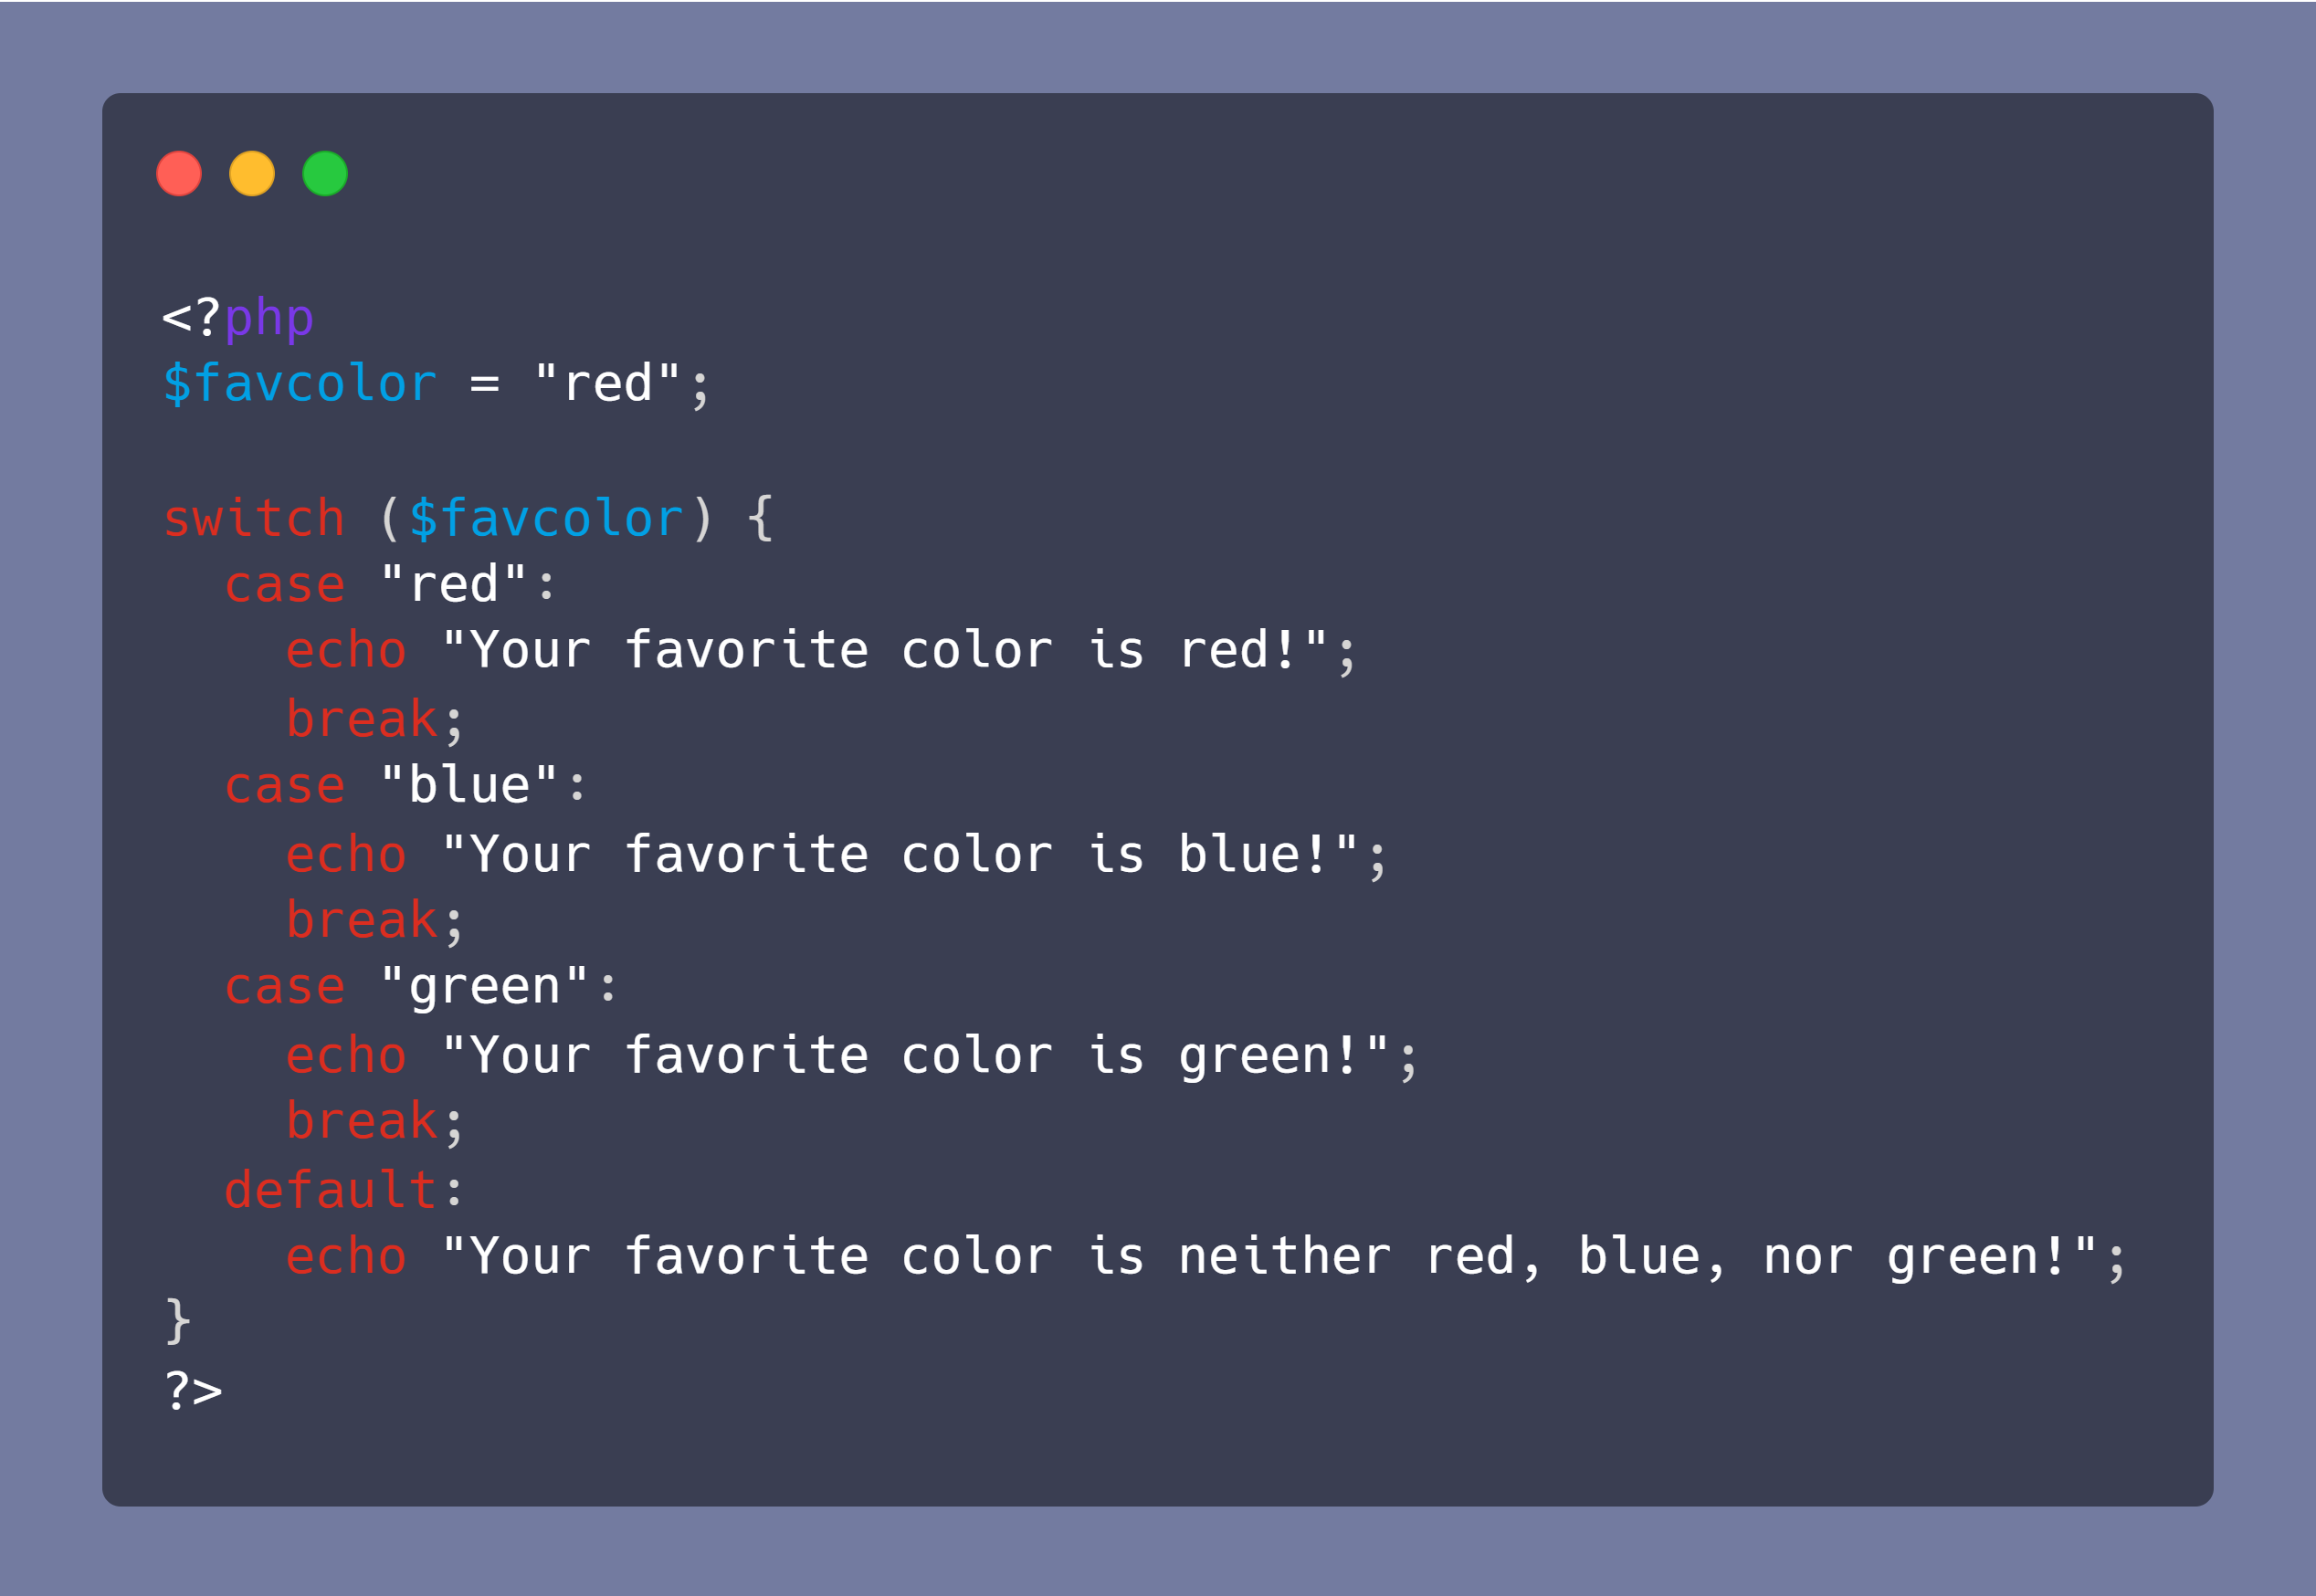 <?php
$favcolor = "red";

switch ($favcolor) {
  case "red":
    echo "Your favorite color is red!";
    break;
  case "blue":
    echo "Your favorite color is blue!";
    break;
  case "green":
    echo "Your favorite color is green!";
    break;
  default:
    echo "Your favorite color is neither red, blue, nor green!";
}
?>